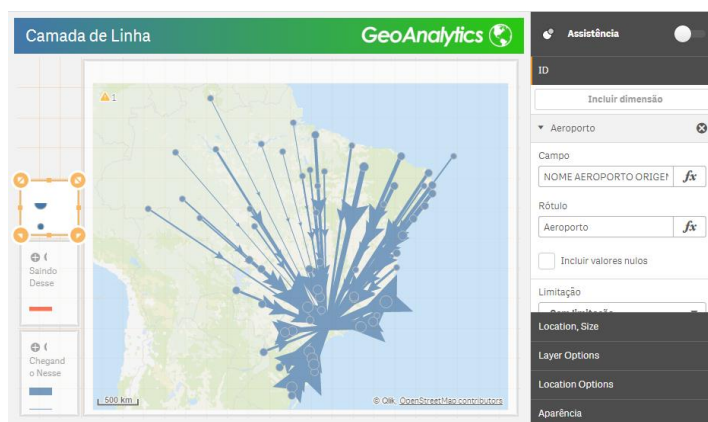 Camada de Linha
GeoAnalytics
1
500 km
© Qlik, OpenStreetMap contributors
Saindo
Desse
Chegand
o Nesse
Assistência
ID
Incluir dimensão
Aeroporto
Campo
NOME AEROPORTO ORIGEN
fx
Rótulo
Aeroporto
fx
Incluir valores nulos
Limitação
Sem limitação
Location, Size
Layer Options
Location Options
Aparência